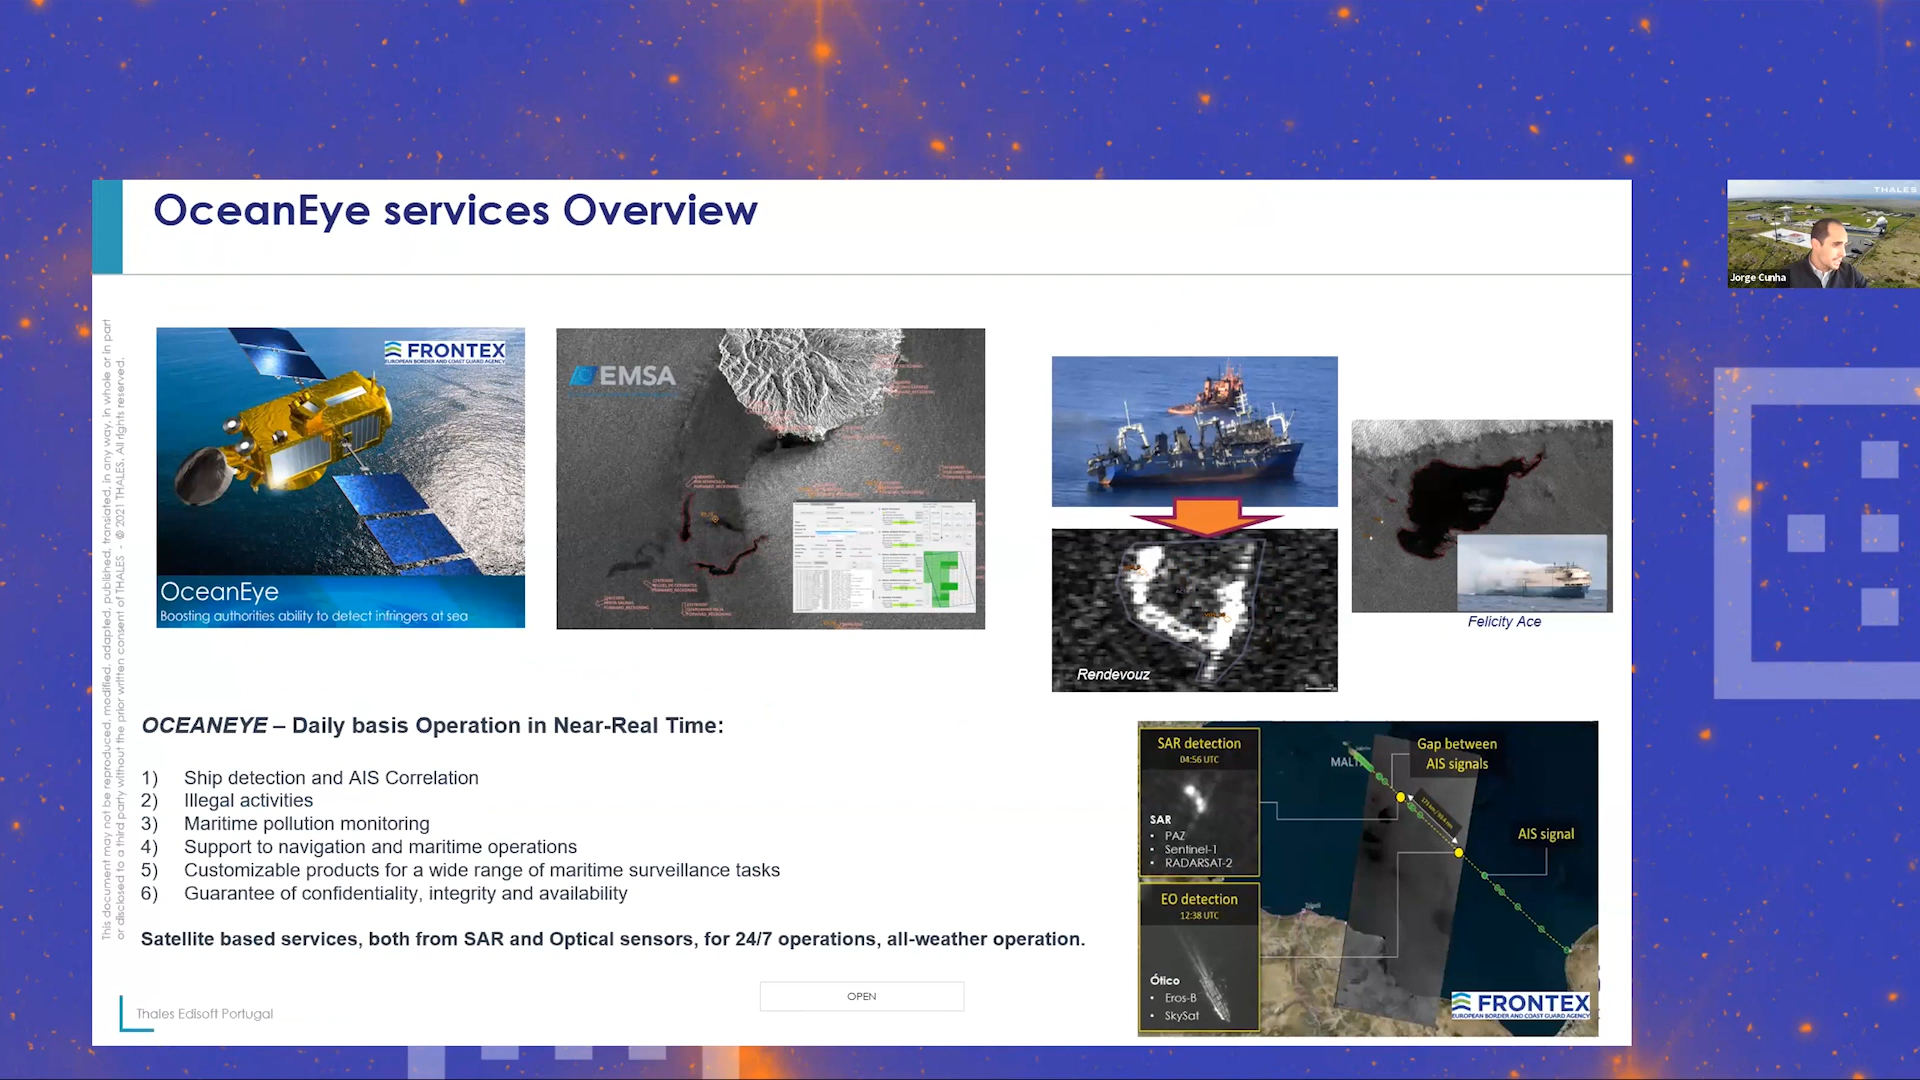 OceanEye services Overview
THALES
Jorge Cunha
This document may not be reproduced, modified, adapted, published, translated, in any way, in whole or in part
or disclosed to a third party without the prior written consent of THALES - © 2021 THALES. All rights reserved.
FRONTEX
EUROPEAN BORDER AND COAST GUARD AGENCY
OceanEye
Boosting authorities ability to detect infringers at sea
EMSA
Rendevouz
Felicity Ace
OCEANEYE – Daily basis Operation in Near-Real Time:
1) Ship detection and AIS Correlation
2) Illegal activities
3) Maritime pollution monitoring
4) Support to navigation and maritime operations
5) Customizable products for a wide range of maritime surveillance tasks
6) Guarantee of confidentiality, integrity and availability
Satellite based services, both from SAR and Optical sensors, for 24/7 operations, all-weather operation.
SAR detection
04:56 UTC
SAR
• PAZ
• Sentinel-1
• RADARSAT-2
EO detection
12:38 UTC
Ótico
• Eros-B
• SkySat
MALTA
Gap between
AIS signals
AIS signal
FRONTEX
EUROPEAN BORDER AND COAST GUARD AGENCY
OPEN
Thales Edisoft Portugal